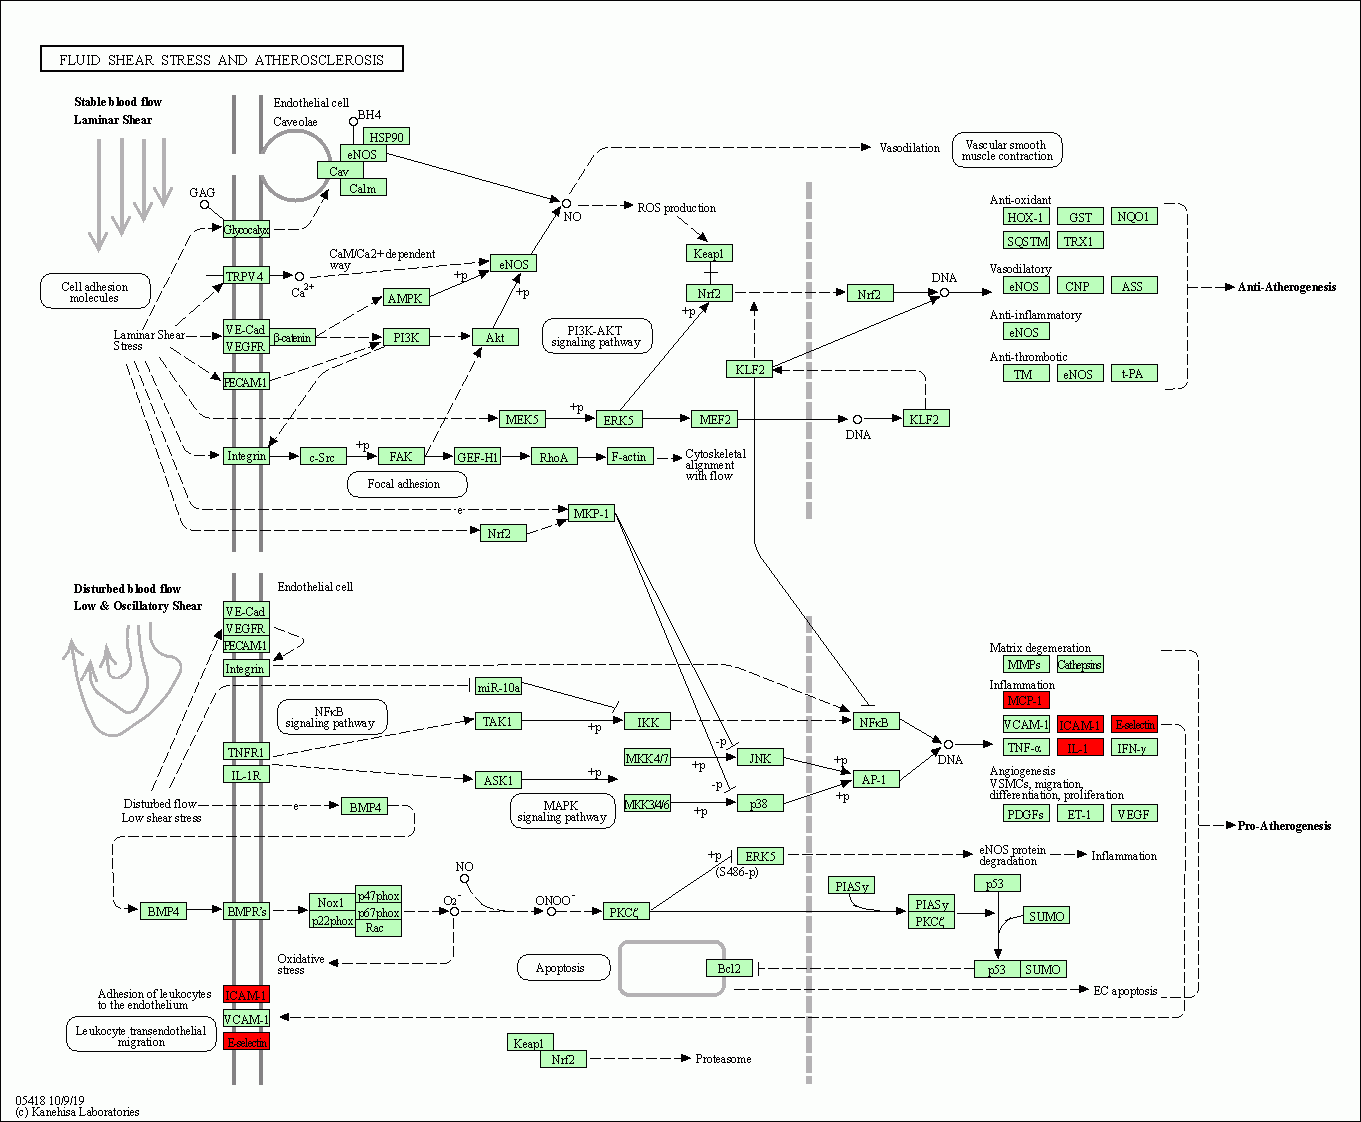 FLUID SHEAR STRESS AND ATHEROSCLEROSIS
Stable blood flow
Laminar Shear
Endothelial cell
Caveolae
BH4
HSP90
eNOS
Cav
Calm
Vasodilation
Vascular smooth
muscle contraction
GAG
Glycocalyx
NO
ROS production
Keap1
Nrf2
+p
Anti-oxidant
HOX-1
GST
NQO1
SQSTM
TRX1
CaM/Ca2+ dependent
way
eNOS
+p
+p
TRPV4
Ca2+
AMPK
Cell adhesion
molecules
Nrf2
DNA
Vasodilatory
eNOS
CNP
ASS
Anti-Atherogenesis
Anti-inflammatory
eNOS
Laminar Shear
Stress
VE-Cad
VEGFR
β-catenin
PI3K
Akt
PI3K-AKT
signaling pathway
Anti-thrombotic
TM
eNOS
t-PA
KLF2
PECAM-1
MEK5
+p
ERK5
MEF2
DNA
KLF2
Integrin
c-Src
+p
FAK
GEF-H1
RhoA
F-actin
Cytoskeletal
alignment
with flow
Focal adhesion
e
MKP-1
Nrf2
Disturbed blood flow
Low & Oscillatory Shear
Endothelial cell
VE-Cad
VEGFR
PECAM-1
Integrin
miR-10a
NFκB
signaling pathway
TAK1
+p
IKK
NFκB
Matrix degeneration
MMPs
Cathepsins
Inflammation
MCP-1
VCAM-1
ICAM-1
E-selectin
TNF-α
IL-1
IFN-γ
TNFR1
IL-1R
ASK1
+p
MKK4/7
+p
-p
JNK
+p
MKK3/4/6
+p
-p
p38
+p
AP-1
DNA
Angiogenesis
VSMCs, migration,
differentiation, proliferation
PDGFs
ET-1
VEGF
Pro-Atherogenesis
MAPK
signaling pathway
Disturbed flow
Low shear stress
e
BMP4
+p
(S486-p)
ERK5
eNOS protein
degradation
Inflammation
NO
BMP4
BMPR's
Nox1
p22phox
p47phox
p67phox
Rac
O2-
ONOO-
PKCζ
PIASy
PIASy
PKCζ
p53
SUMO
Oxidative
stress
Apoptosis
Bcl2
p53
SUMO
EC apoptosis
Adhesion of leukocytes
to the endothelium
ICAM-1
VCAM-1
E-selectin
Leukocyte transendothelial
migration
Keap1
Nrf2
Proteasome
05418 10/9/19
(c) Kanehisa Laboratories